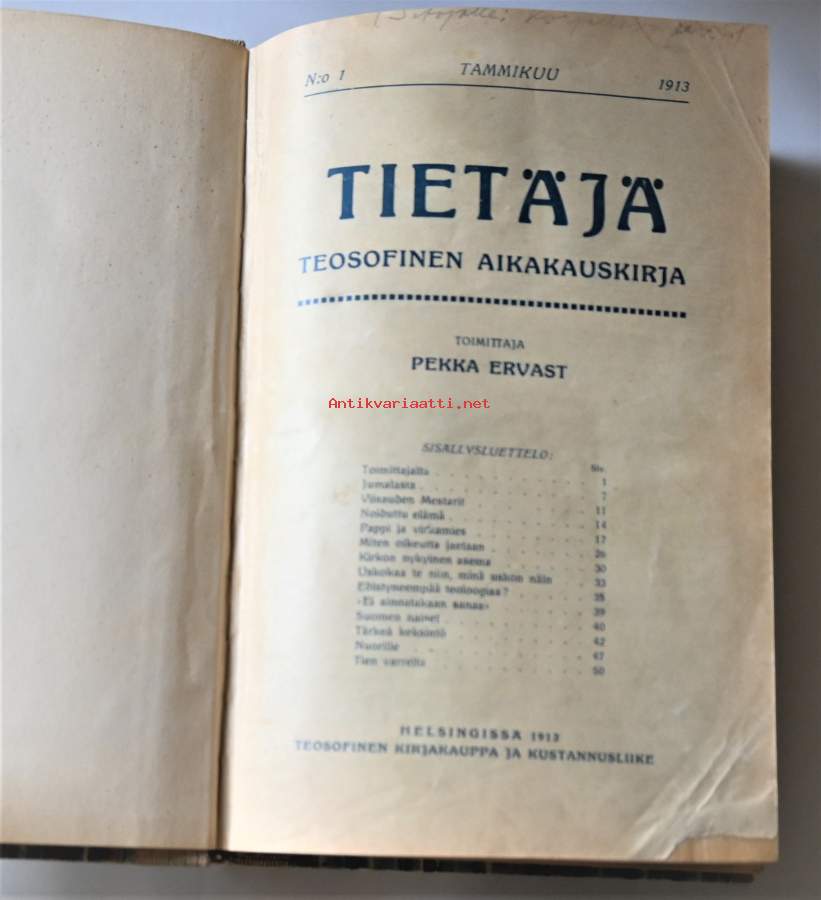 N:o 1 TAMMIKUU 1913
TIETÄJÄ
TEOSOFINEN AIKAKAUSKIRJA
TOIMITTAJA
PEKKA ERVAST
Antikvariaatti.net
SISÄLLYSLUETTELO:
Siv.
Toimittajalta 1
Jumalasta 7
Viisauden Mestarit 11
Noiduttu elämä 14
Pappi ja virkamies 17
Miten oikeutta jaetaan 26
Kirkon nykyinen asema 30
Uskokaa te niin, minä uskon näin 33
Edistyneempää teoloogiaa? 38
»Ei ainoatakaan sanaa» 39
Suomen naiset 40
Tärkeä keksintö 42
Nuorille 47
Tien varrelta 50
HELSINGISSÄ 1913
TEOSOFINEN KIRJAKAUPPA JA KUSTANNUSLIIKE